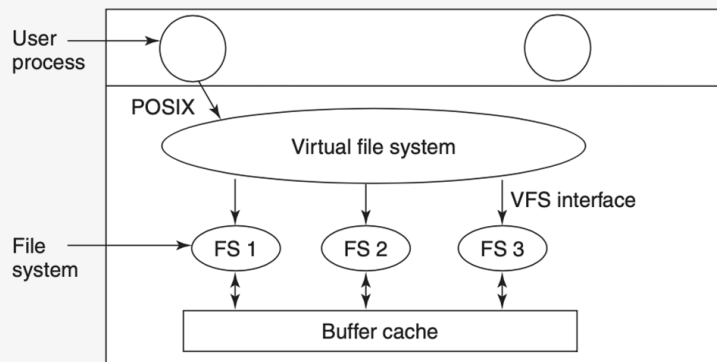 User
process
POSIX
Virtual file system
VFS interface
File
system
FS 1
FS 2
FS 3
Buffer cache